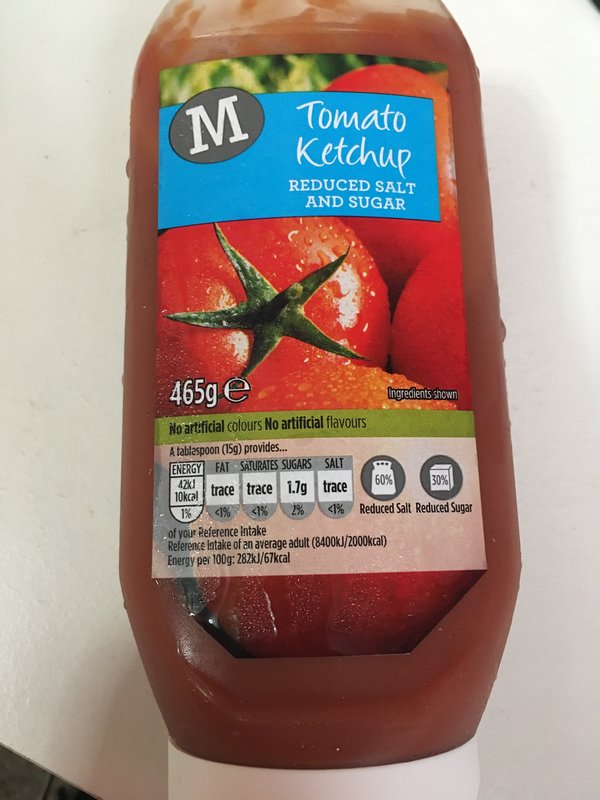 M
Tomato
Ketchup
REDUCED SALT
AND SUGAR
465g e
Ingredients shown
No artificial colours No artificial flavours
A tablespoon (15g) provides...
ENERGY FAT SATURATES SUGARS SALT
42kJ
10kcal trace trace 1.7g trace
1% <1% <1% 2% <1%
60% 30%
Reduced Salt Reduced Sugar
of your Reference Intake
Reference Intake of an average adult (8400kJ/2000kcal)
Energy per 100g: 282kJ/67kcal